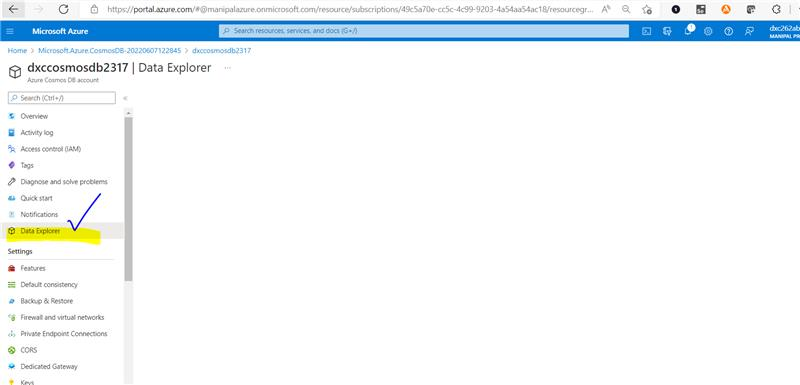 https://portal.azure.com/#@manipalazure.onmicrosoft.com/resource/subscriptions/49c5a70e-cc5c-4c99-9203-4a54aa54ac18/resourcegr...
Microsoft Azure
Search resources, services, and docs (G+/)
1
dxc262ab
MANIPAL PR
Home > Microsoft.Azure.CosmosDB-20220607122845 > dxccosmosdb2317
dxccosmosdb2317 | Data Explorer ...
Azure Cosmos DB account
Search (Ctrl+/) «
Overview
Activity log
Access control (IAM)
Tags
Diagnose and solve problems
Quick start
Notifications
Data Explorer
Settings
Features
Default consistency
Backup & Restore
Firewall and virtual networks
Private Endpoint Connections
CORS
Dedicated Gateway
Keys